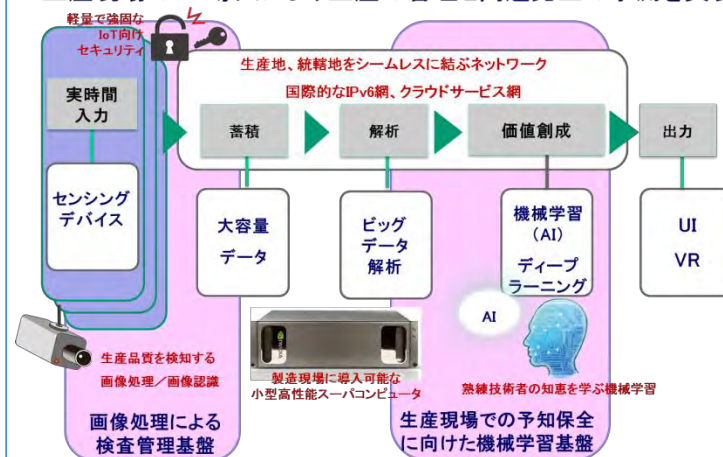 軽量で強固な
IoT向け
セキュリティ
生産地、統轄地をシームレスに結ぶネットワーク
国際的なIPv6網、クラウドサービス網
実時間
入力
蓄積
解析
価値創成
出力
センシング
デバイス
大容量
データ
ビッグ
データ
解析
機械学習
(AI)
ディープ
ラーニング
UI
VR
AI
生産品質を検知する
画像処理／画像認識
製造現場に導入可能な
小型高性能スーパコンピュータ
熟練技術者の知恵を学ぶ機械学習
画像処理による
検査管理基盤
生産現場での予知保全
に向けた機械学習基盤